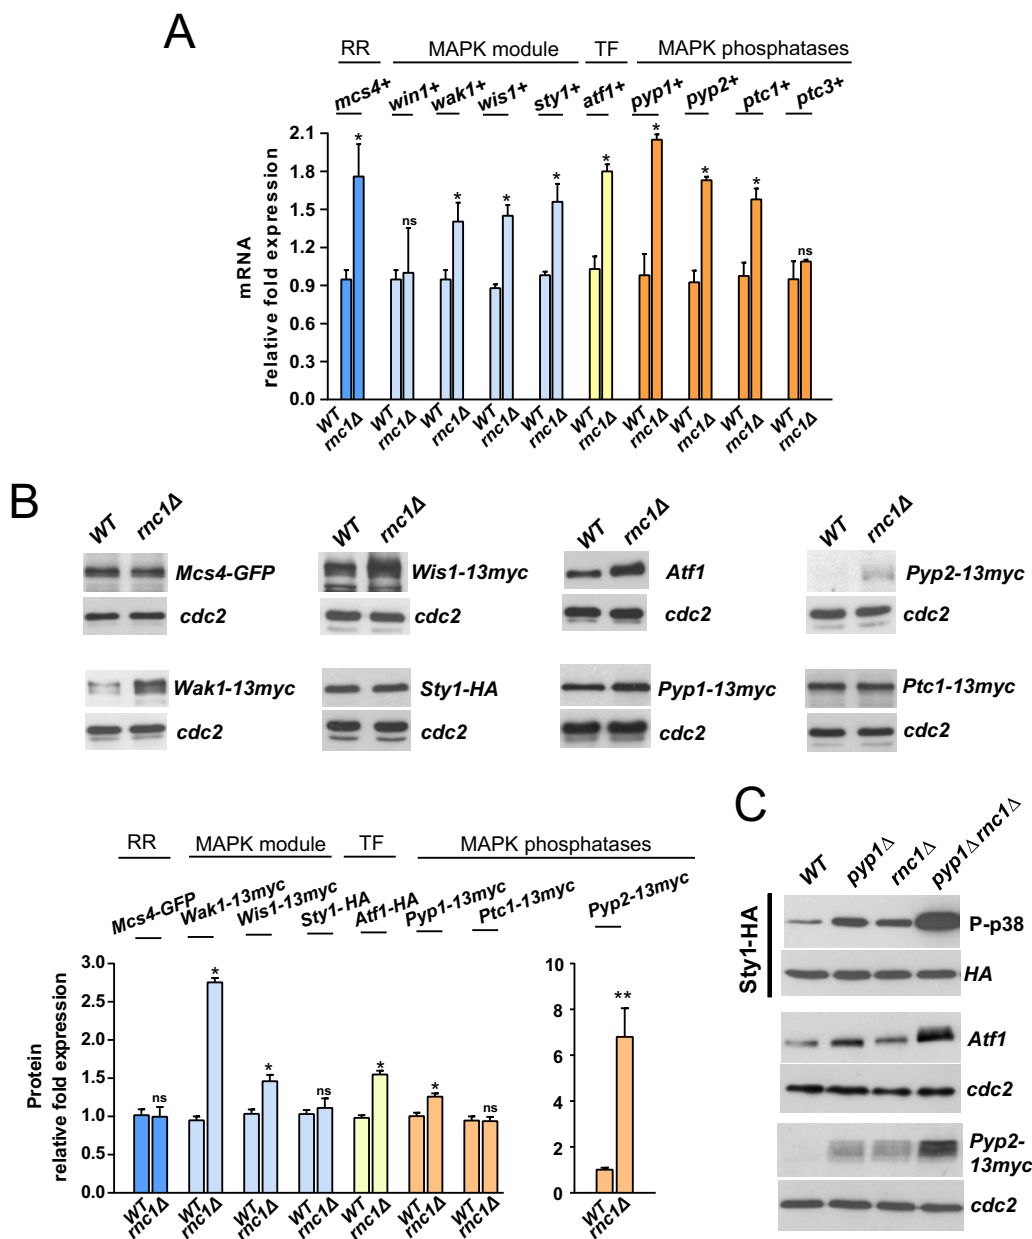 A
RR MAPK module TF MAPK phosphatases
mcs4+ win1+ wak1+ wis1+ sty1+ atf1+ pyp1+ pyp2+ ptc1+ ptc3+
mRNA
relative fold expression
2.1
1.8
1.5
1.2
0.9
0.6
0.3
0.0
* ns * * * * * * * ns
WT rnc1Δ WT rnc1Δ WT rnc1Δ WT rnc1Δ WT rnc1Δ WT rnc1Δ WT rnc1Δ WT rnc1Δ WT rnc1Δ WT rnc1Δ
B
WT rnc1Δ WT rnc1Δ WT rnc1Δ WT rnc1Δ
Mcs4-GFP Wis1-13myc Atf1 Pyp2-13myc
cdc2 cdc2 cdc2 cdc2
Wak1-13myc Sty1-HA Pyp1-13myc Ptc1-13myc
cdc2 cdc2 cdc2 cdc2
RR MAPK module TF MAPK phosphatases
Mcs4-GFP Wak1-13myc Wis1-13myc Sty1-HA Atf1-HA Pyp1-13myc Ptc1-13myc Pyp2-13myc
Protein
relative fold expression
3.0
2.5
2.0
1.5
1.0
0.5
0.0
ns * * ns * * ns
WT rnc1Δ WT rnc1Δ WT rnc1Δ WT rnc1Δ WT rnc1Δ WT rnc1Δ WT rnc1Δ
10
8
6
4
2
0
**
WT rnc1Δ
C
WT pyp1Δ rnc1Δ pyp1Δ rnc1Δ
Sty1-HA
P-p38
HA
Atf1
cdc2
Pyp2-
13myc
cdc2